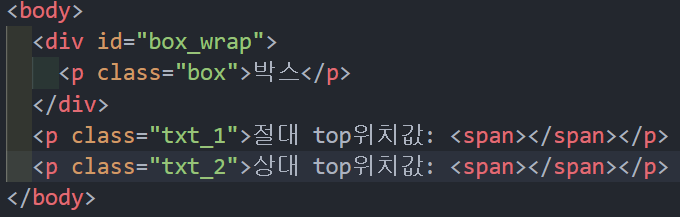 <body>
<div id="box_wrap">
<p class="box">박스</p>
</div>
<p class="txt_1">절대 top위치값: <span></span></p>
<p class="txt_2">상대 top위치값: <span></span></p>
</body>